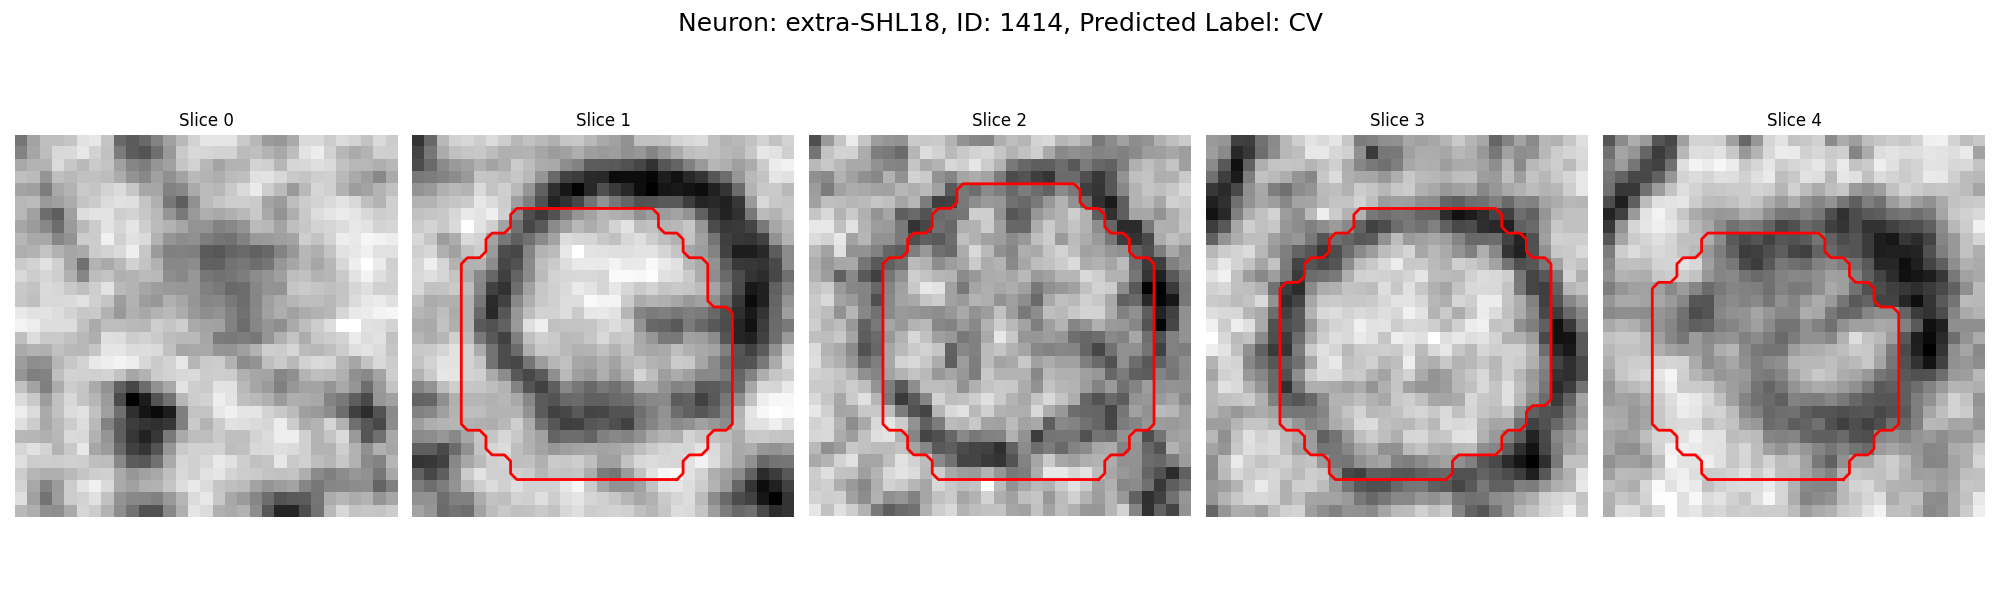 Neuron: extra-SHL18, ID: 1414, Predicted Label: CV
Slice 0
Slice 1
Slice 2
Slice 3
Slice 4